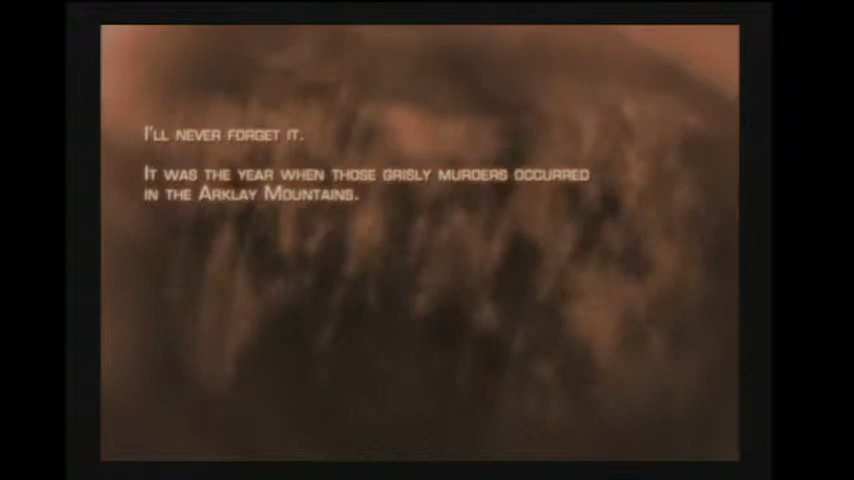 I'll never forget it.
It was the year when those grisly murders occurred
in the Arklay Mountains.